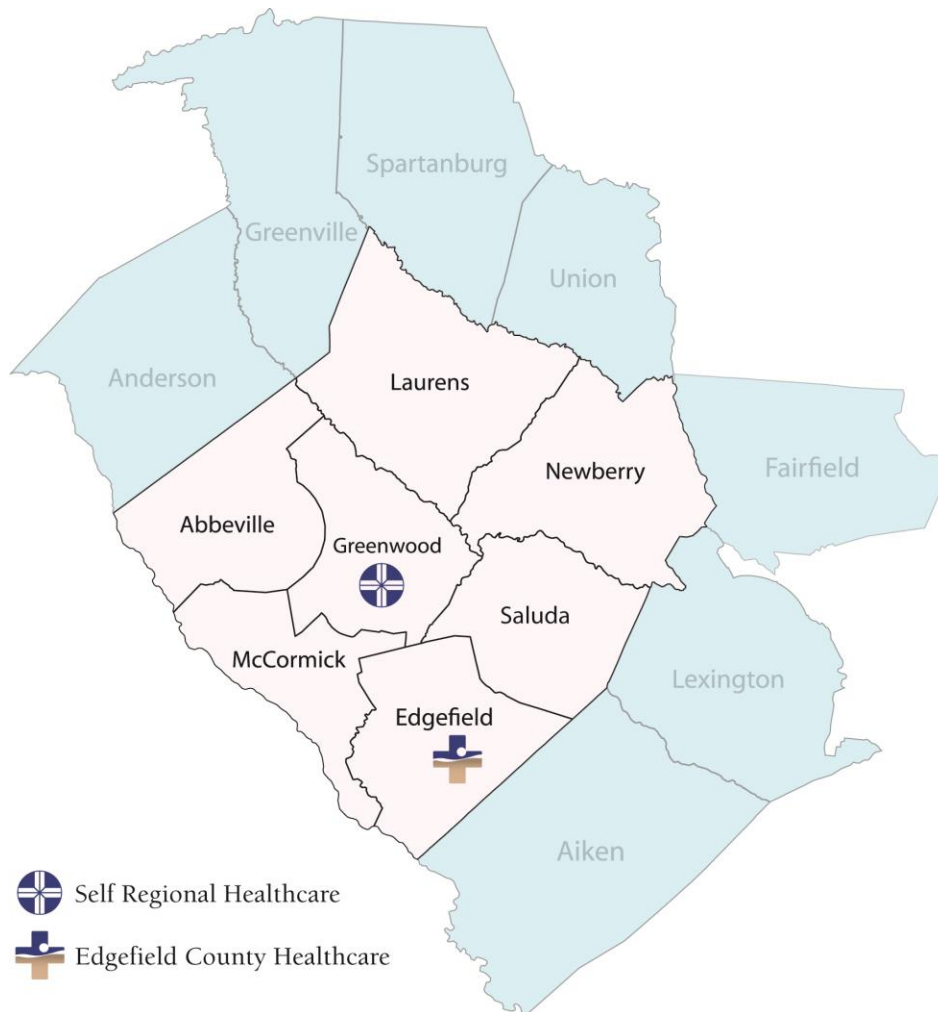 Spartanburg
Greenville
Union
Anderson
Laurens
Newberry
Fairfield
Abbeville
Greenwood
Saluda
McCormick
Lexington
Edgefield
Aiken
Self Regional Healthcare
Edgefield County Healthcare